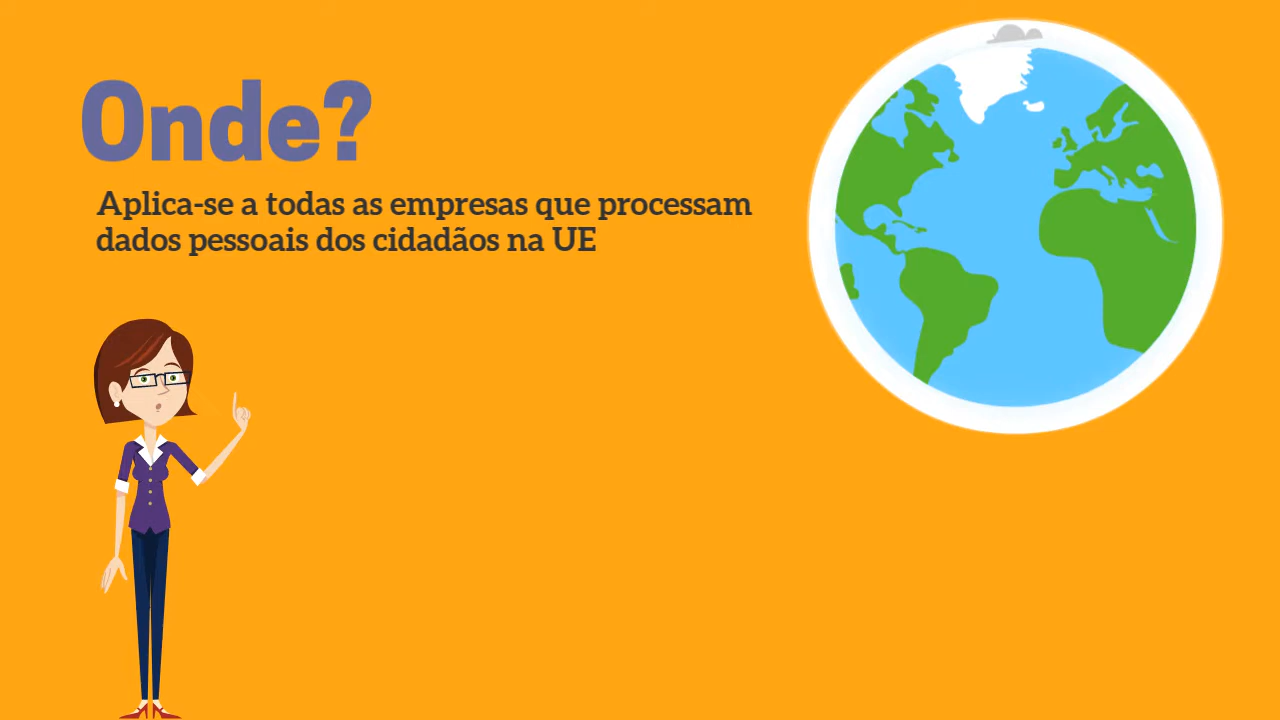 Onde?
Aplica-se a todas as empresas que processam
dados pessoais dos cidadãos na UE